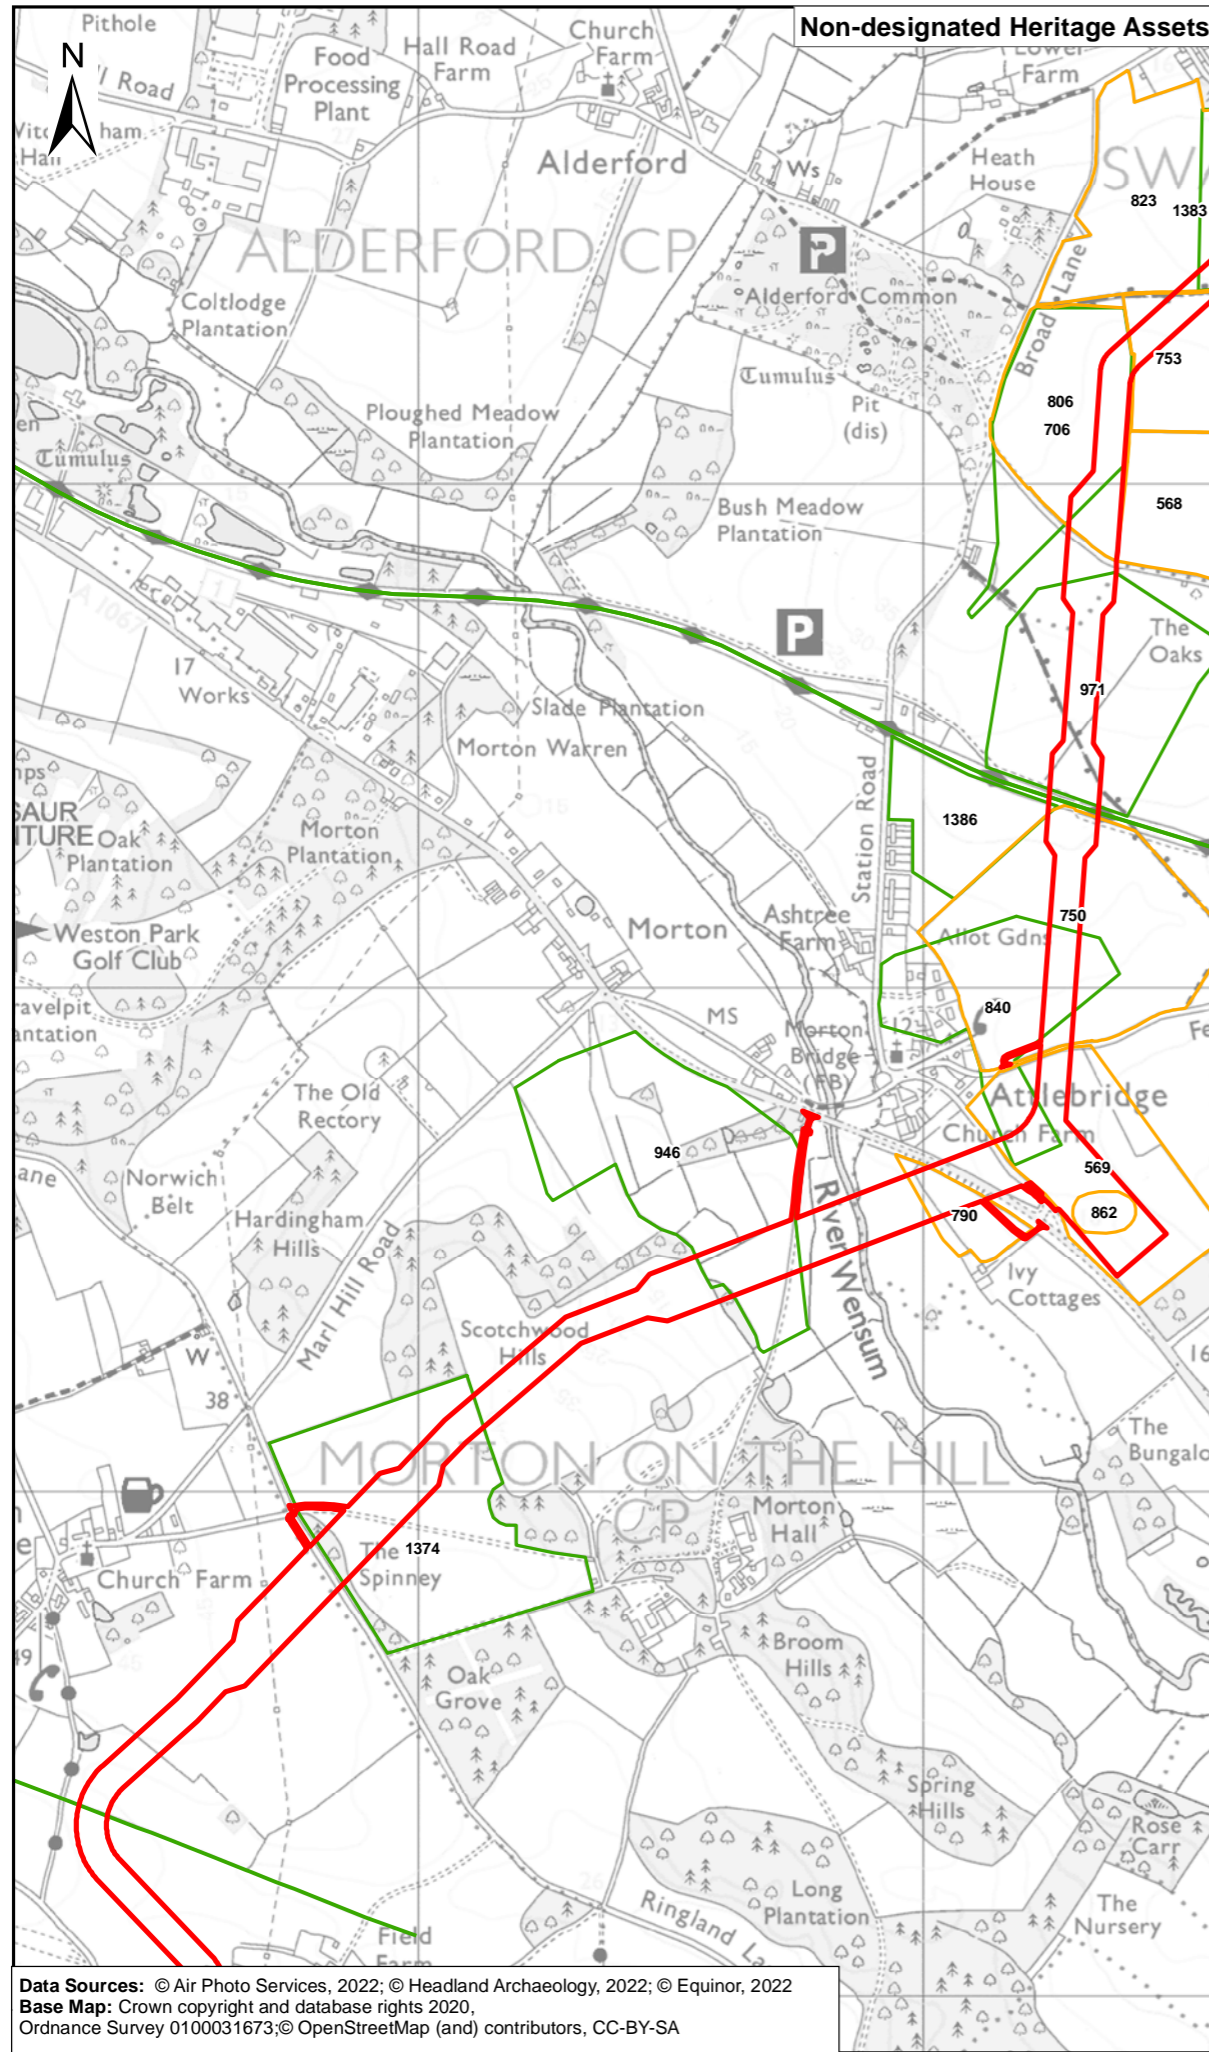 Non-designated Heritage Assets
N
Pithole
Food
Processing
Plant
Hall Road
Farm
Church
Farm
Lower
Farm
Road
Alderford
Ws
Heath
House
823
1383
ALDERFORD CP
P
Coltlodge
Plantation
Alderford Common
Broad Lane
Tumulus
Pit
(dis)
753
806
706
568
Ploughed Meadow
Plantation
Tumulus
Bush Meadow
Plantation
A 1067
17
Works
P
The
Oaks
971
Slade Plantation
Morton Warren
Station Road
1386
Oak
Plantation
Morton
Plantation
Weston Park
Golf Club
Morton
Ashtree
Farm
750
Allot Gdns
840
MS
Morton
Bridge
(FB)
12
The Old
Rectory
Attlebridge
Church Farm
569
862
790
946
Norwich
Belt
Hardingham
Hills
Marl Hill Road
River Wensum
Ivy
Cottages
16
Scotchwood
Hills
W
38
MORTON ON THE HILL
CP
The
Bungalo
Morton
Hall
1374
The
Spinney
Church Farm
49
45
Oak
Grove
Broom
Hills
Spring
Hills
Rose
Carr
Long
Plantation
The
Nursery
26
Ringland La
Field
Farm
Data Sources: © Air Photo Services, 2022; © Headland Archaeology, 2022; © Equinor, 2022
Base Map: Crown copyright and database rights 2020,
Ordnance Survey 0100031673;© OpenStreetMap (and) contributors, CC-BY-SA